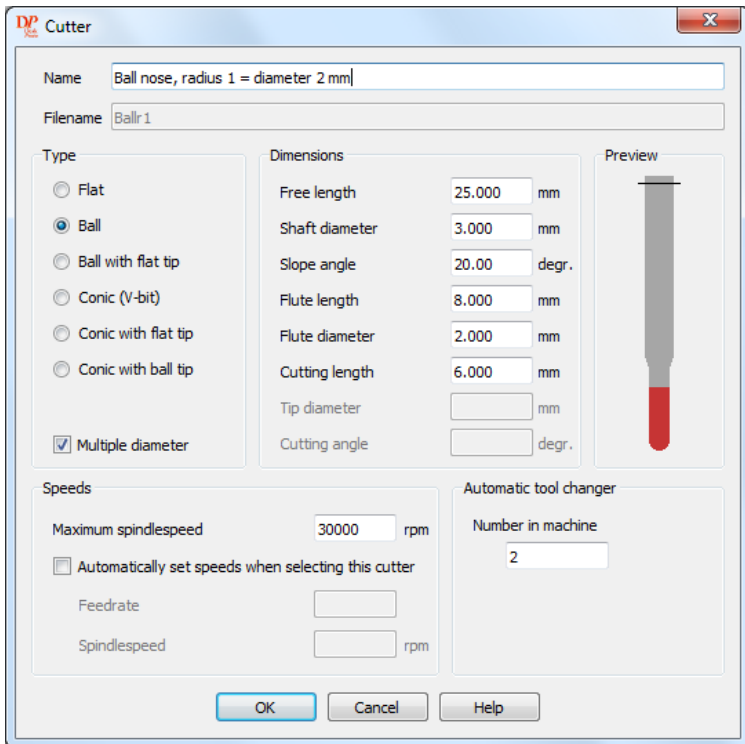 DP Cutter
Name Ball nose, radius 1 = diameter 2 mm
Filename Ballr1
Type
Flat
Ball
Ball with flat tip
Conic (V-bit)
Conic with flat tip
Conic with ball tip
Multiple diameter
Dimensions
Free length 25.000 mm
Shaft diameter 3.000 mm
Slope angle 20.00 degr.
Flute length 8.000 mm
Flute diameter 2.000 mm
Cutting length 6.000 mm
Tip diameter mm
Cutting angle degr.
Preview
Speeds
Maximum spindlespeed 30000 rpm
Automatically set speeds when selecting this cutter
Feedrate
Spindlespeed rpm
Automatic tool changer
Number in machine
2
OK Cancel Help